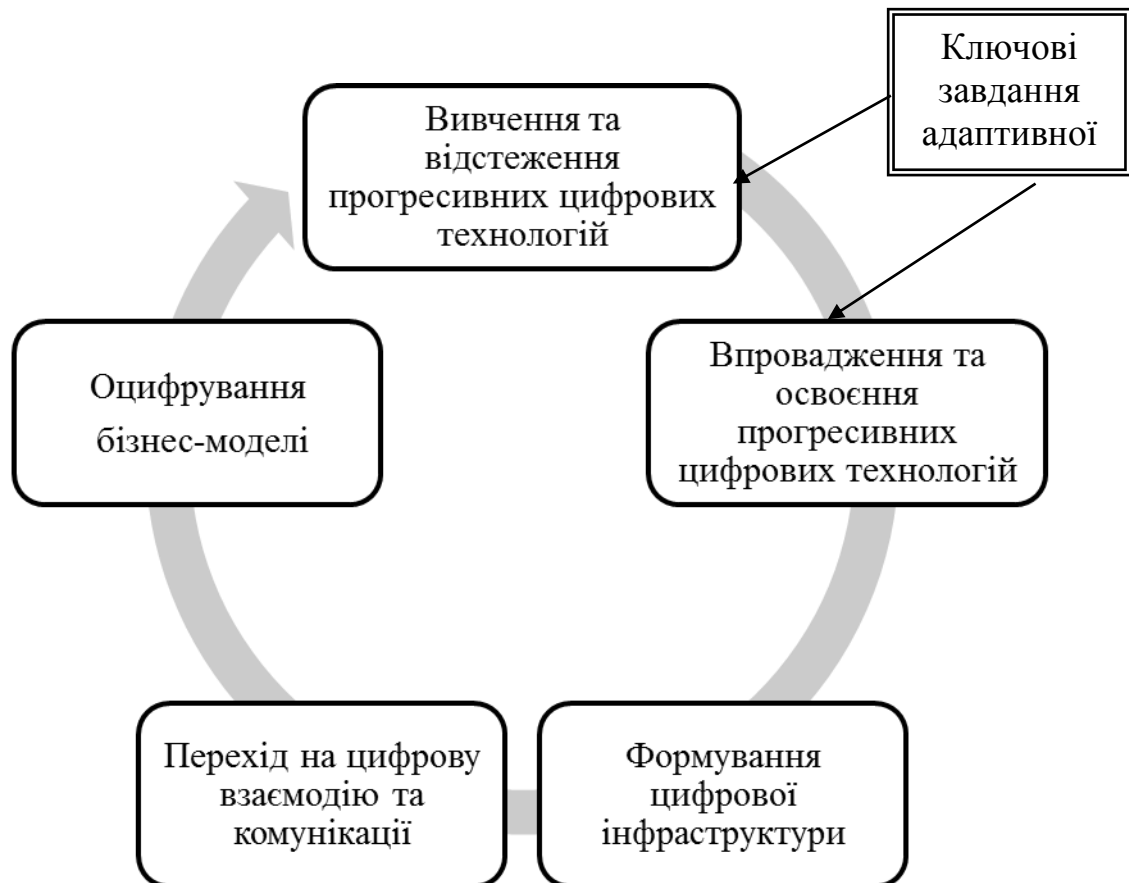 Ключові
завдання
адаптивної
Вивчення та
відстеження
прогресивних цифрових
технологій
Впровадження та
освоєння
прогресивних
цифрових технологій
Формування
цифрової
інфраструктури
Перехід на цифрову
взаємодію та
комунікації
Оцифрування
бізнес-моделі